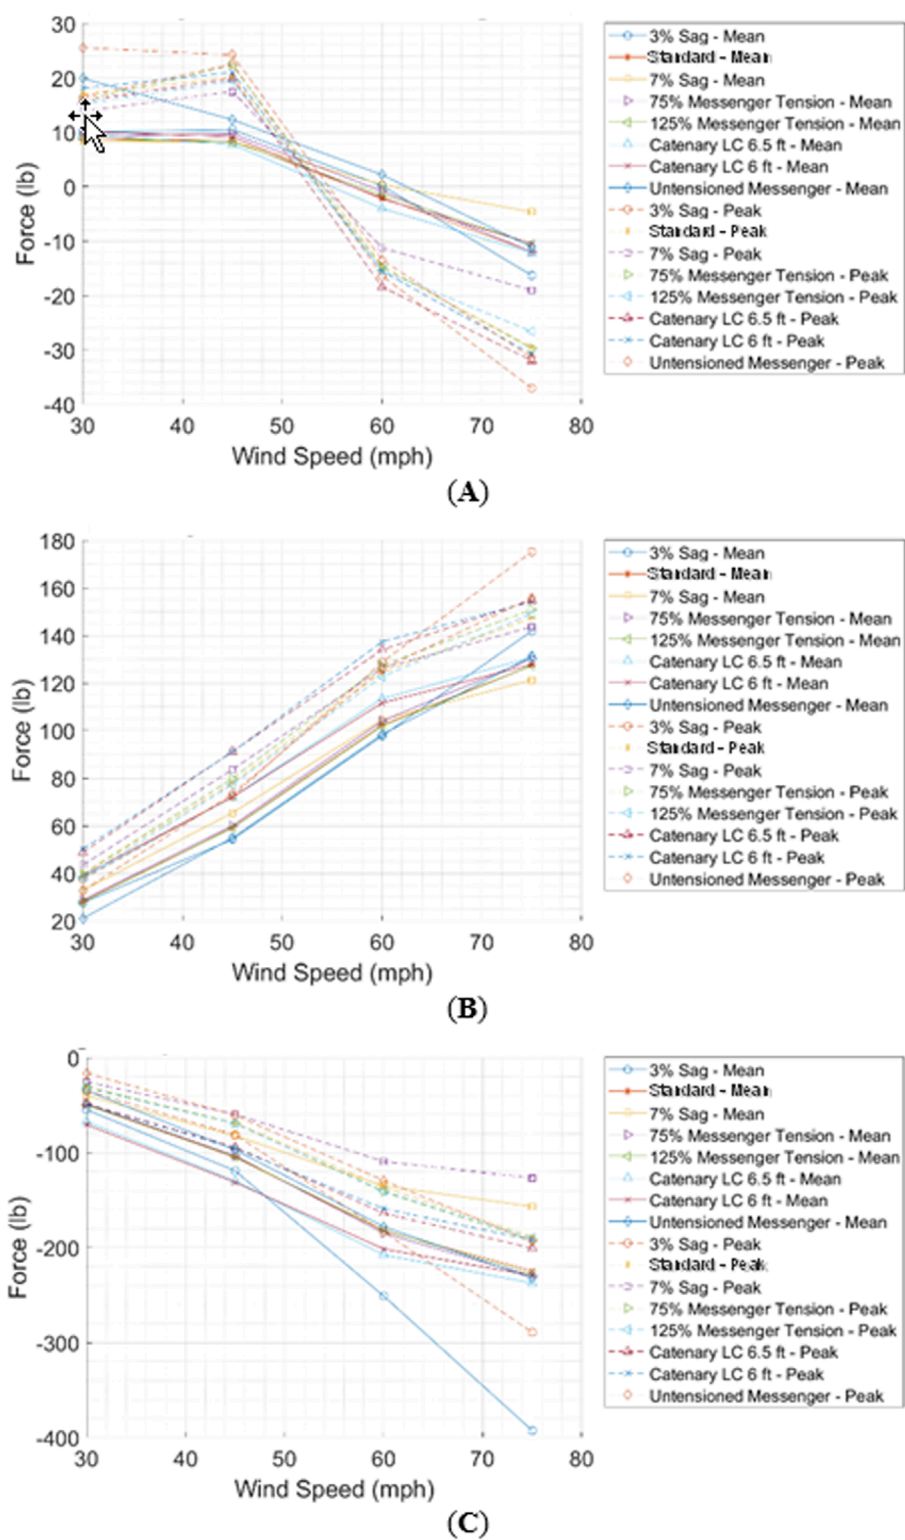 30
20
10
0
-10
-20
-30
-40
Force (lb)
30 40 50 60 70 80
Wind Speed (mph)
3% Sag - Mean
Standard - Mean
7% Sag - Mean
75% Messenger Tension - Mean
125% Messenger Tension - Mean
Catenary LC 6.5 ft - Mean
Catenary LC 6 ft - Mean
Untensioned Messenger - Mean
3% Sag - Peak
Standard - Peak
7% Sag - Peak
75% Messenger Tension - Peak
125% Messenger Tension - Peak
Catenary LC 6.5 ft - Peak
Catenary LC 6 ft - Peak
Untensioned Messenger - Peak
(A)
180
160
140
120
100
80
60
40
20
Force (lb)
30 40 50 60 70 80
Wind Speed (mph)
3% Sag - Mean
Standard - Mean
7% Sag - Mean
75% Messenger Tension - Mean
125% Messenger Tension - Mean
Catenary LC 6.5 ft - Mean
Catenary LC 6 ft - Mean
Untensioned Messenger - Mean
3% Sag - Peak
Standard - Peak
7% Sag - Peak
75% Messenger Tension - Peak
125% Messenger Tension - Peak
Catenary LC 6.5 ft - Peak
Catenary LC 6 ft - Peak
Untensioned Messenger - Peak
(B)
0
-100
-200
-300
-400
Force (lb)
30 40 50 60 70 80
Wind Speed (mph)
3% Sag - Mean
Standard - Mean
7% Sag - Mean
75% Messenger Tension - Mean
125% Messenger Tension - Mean
Catenary LC 6.5 ft - Mean
Catenary LC 6 ft - Mean
Untensioned Messenger - Mean
3% Sag - Peak
Standard - Peak
7% Sag - Peak
75% Messenger Tension - Peak
125% Messenger Tension - Peak
Catenary LC 6.5 ft - Peak
Catenary LC 6 ft - Peak
Untensioned Messenger - Peak
(C)